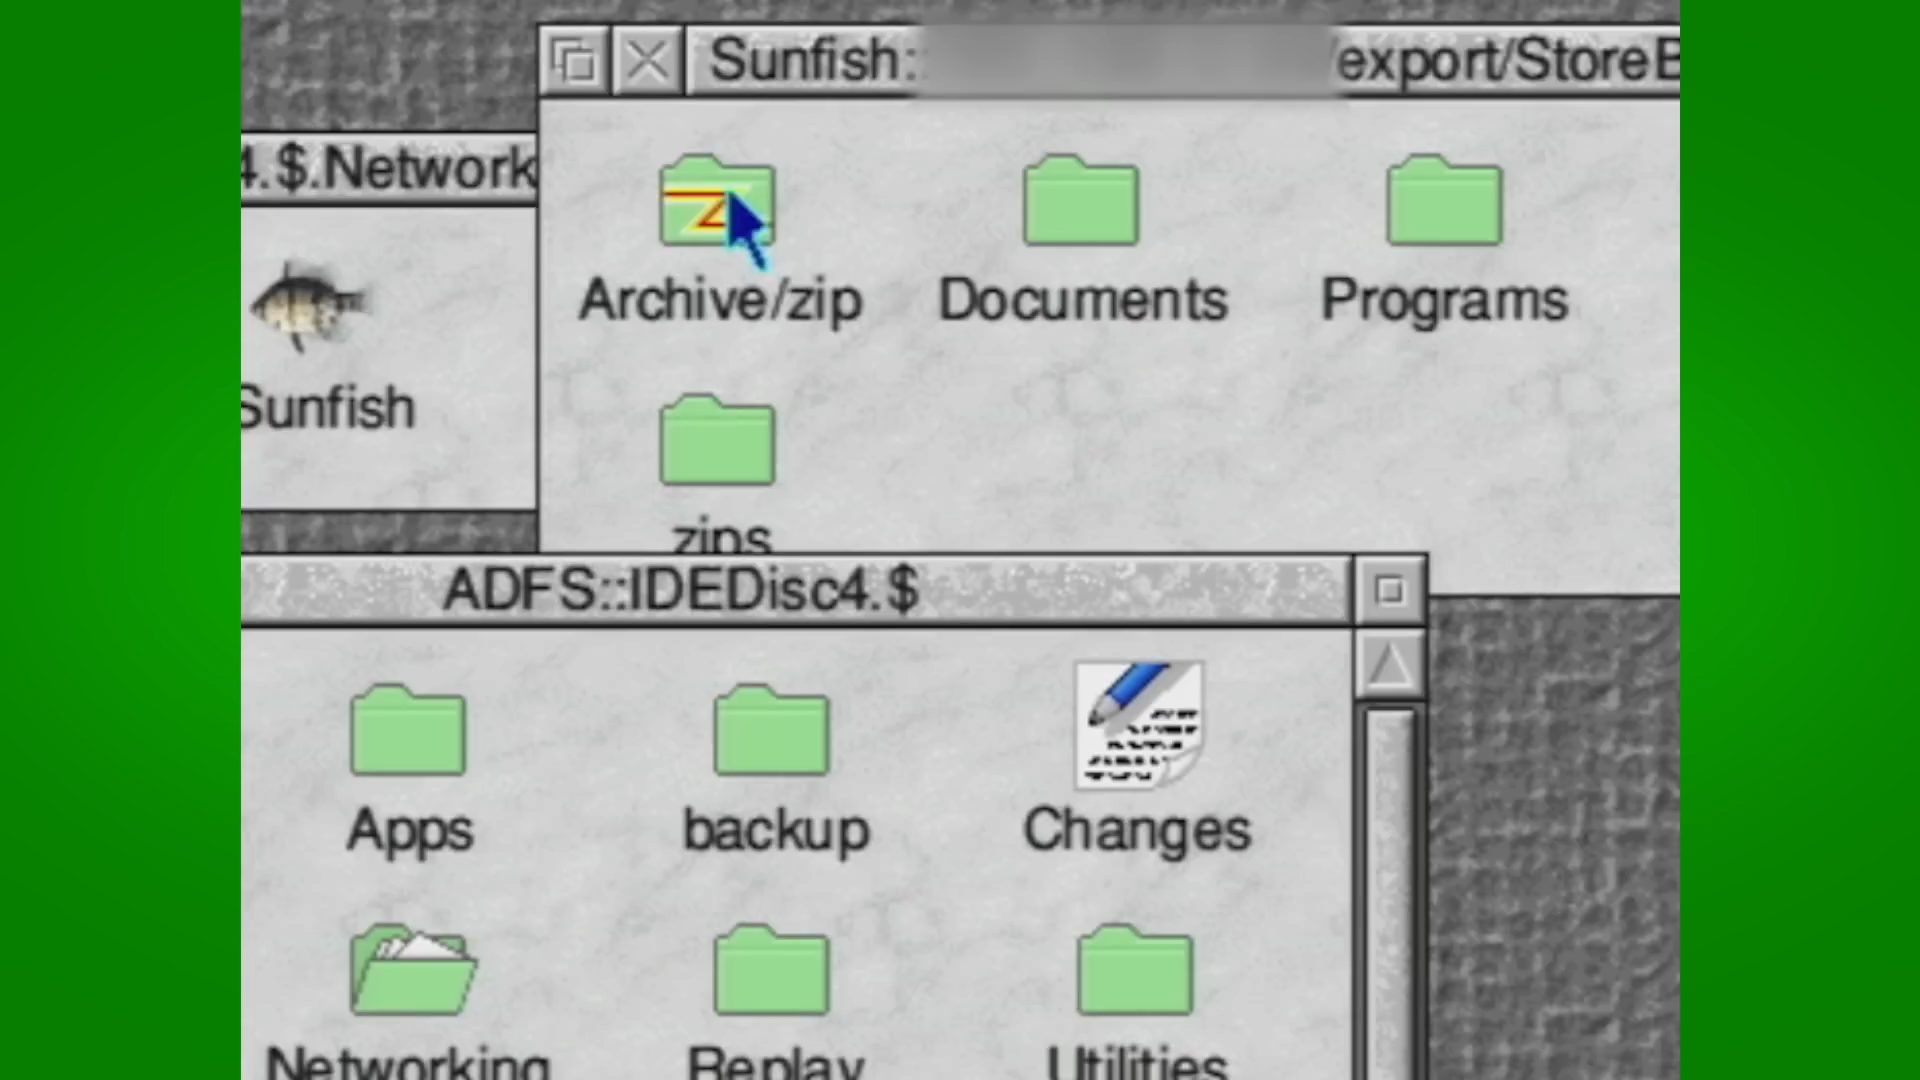 Sunfish: /export/StoreB
4.$.Network
Archive/zip Documents Programs
Sunfish
zips
ADFS::IDEDisc4.$
Apps backup Changes
Networking Replay Utilities